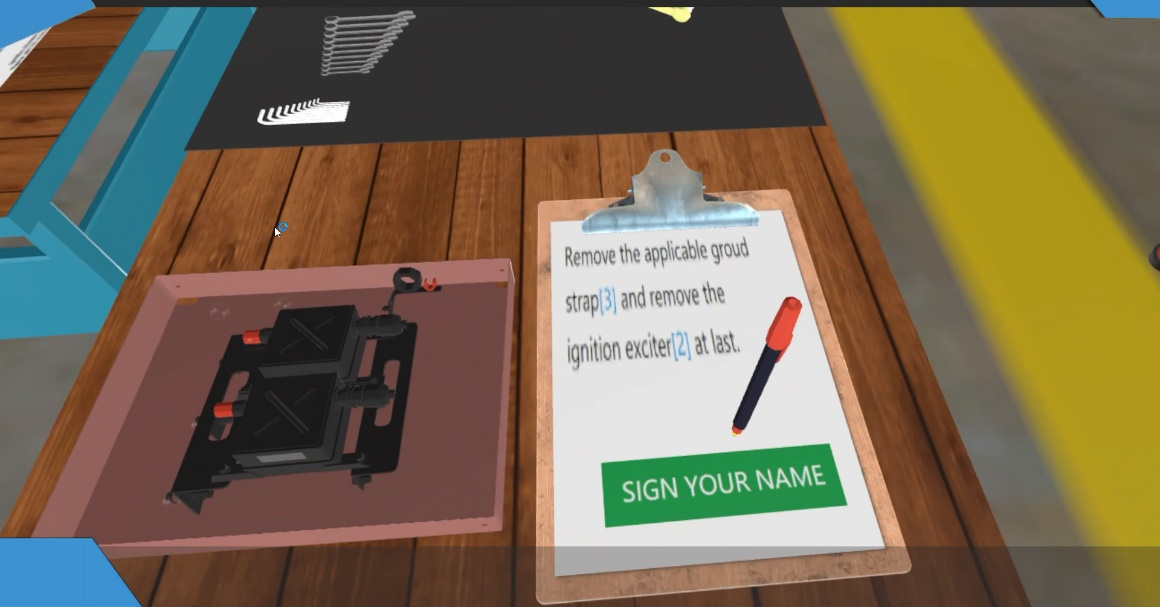 Remove the applicable groud
strap[3] and remove the
ignition exciter[2] at last.
SIGN YOUR NAME